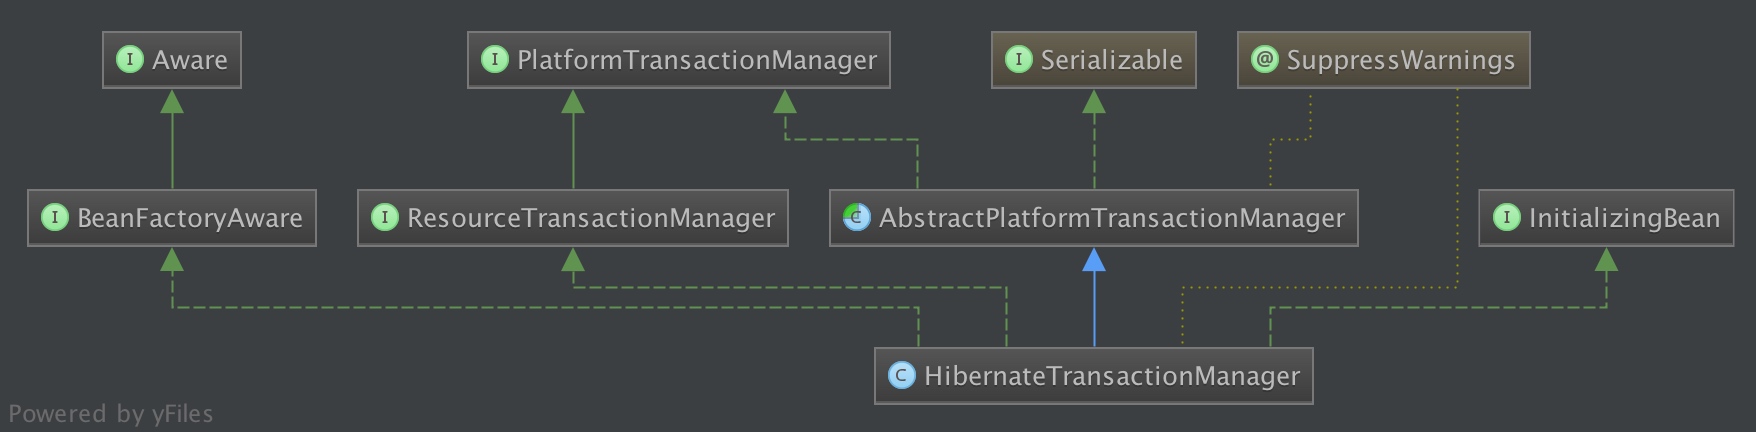 I Aware
I PlatformTransactionManager
I Serializable
@ SuppressWarnings
I BeanFactoryAware
I ResourceTransactionManager
C AbstractPlatformTransactionManager
I InitializingBean
C HibernateTransactionManager
Powered by yFiles